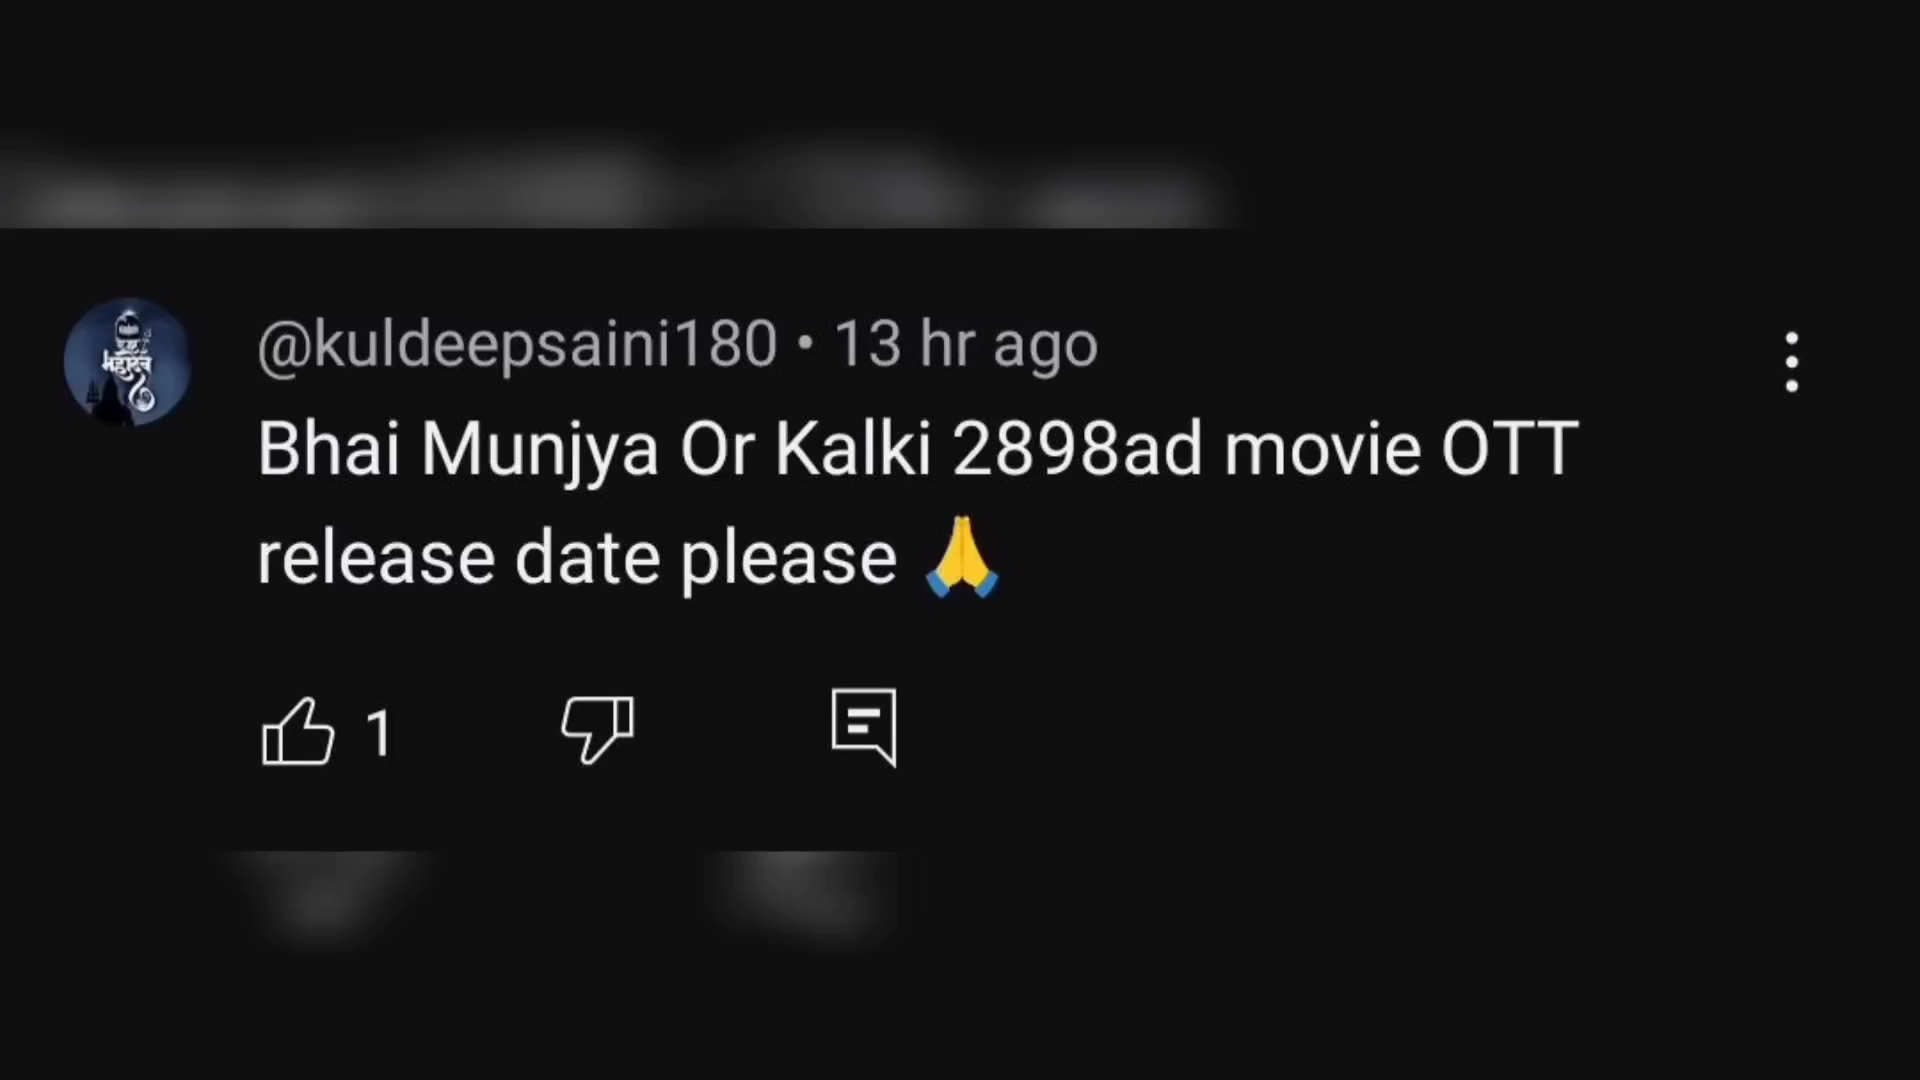 @kuldeepsaini180 • 13 hr ago
Bhai Munjya Or Kalki 2898ad movie OTT
release date please 🙏
1